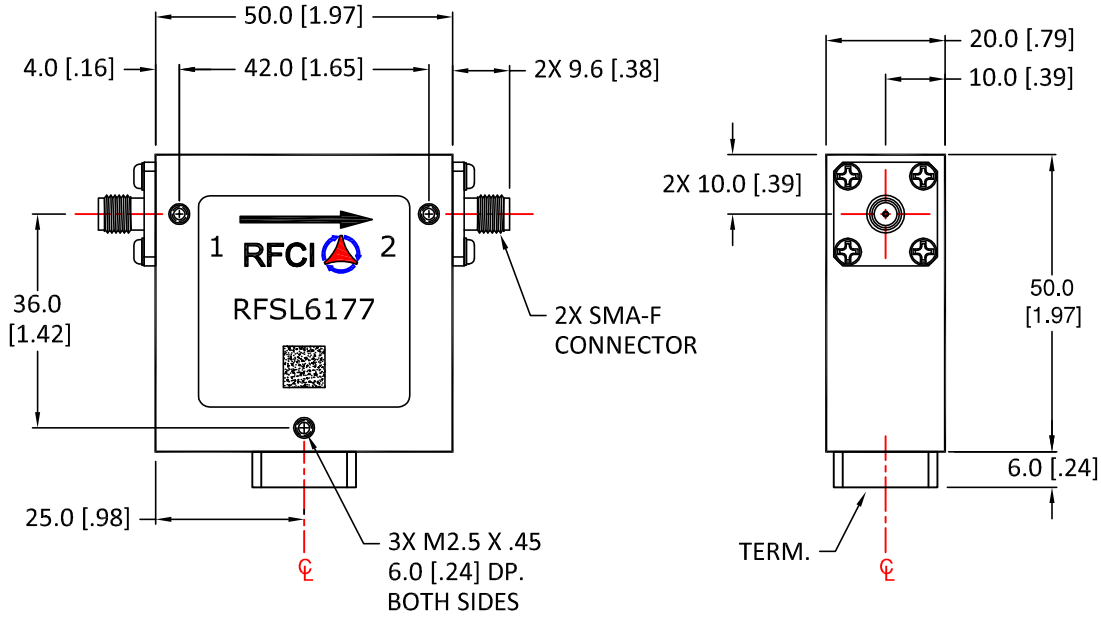 50.0 [1.97]
4.0 [.16]
42.0 [1.65]
2X 9.6 [.38]
20.0 [.79]
10.0 [.39]
2X 10.0 [.39]
1
RFCI
2
RFSL6177
36.0
[1.42]
2X SMA-F
CONNECTOR
50.0
[1.97]
6.0 [.24]
25.0 [.98]
3X M2.5 X .45
6.0 [.24] DP.
BOTH SIDES
TERM.
℄
℄